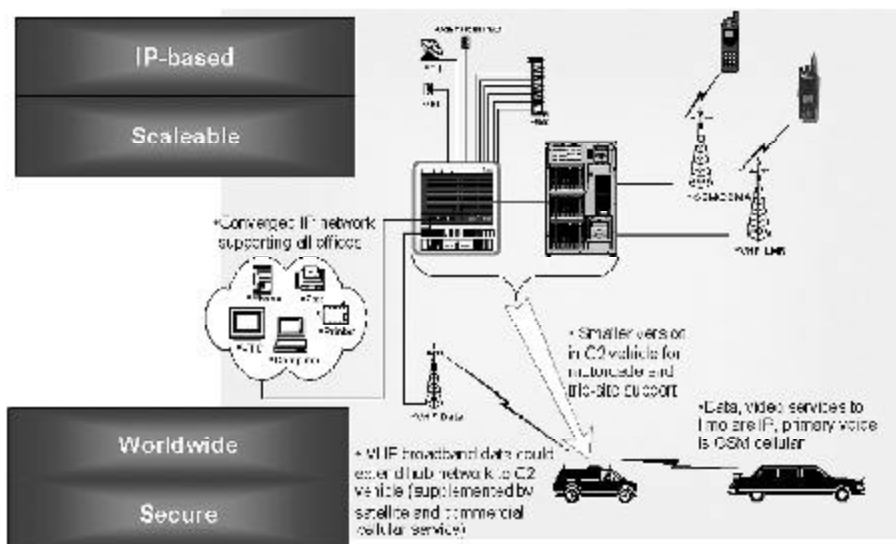 IP-based
Scaleable
•Converged IP network
supporting all offices
•Printer
•Computer
•VHF Data
•VHF LMR
•Smaller version
in C2 vehicle for
motorcade and
trip-site support
•Data, video services to
limo are IP, primary voice
is GSM cellular
Worldwide
Secure
•VHF broadband data could
extend hub network to C2
vehicle (supplemented by
satellite and commercial
cellular service)